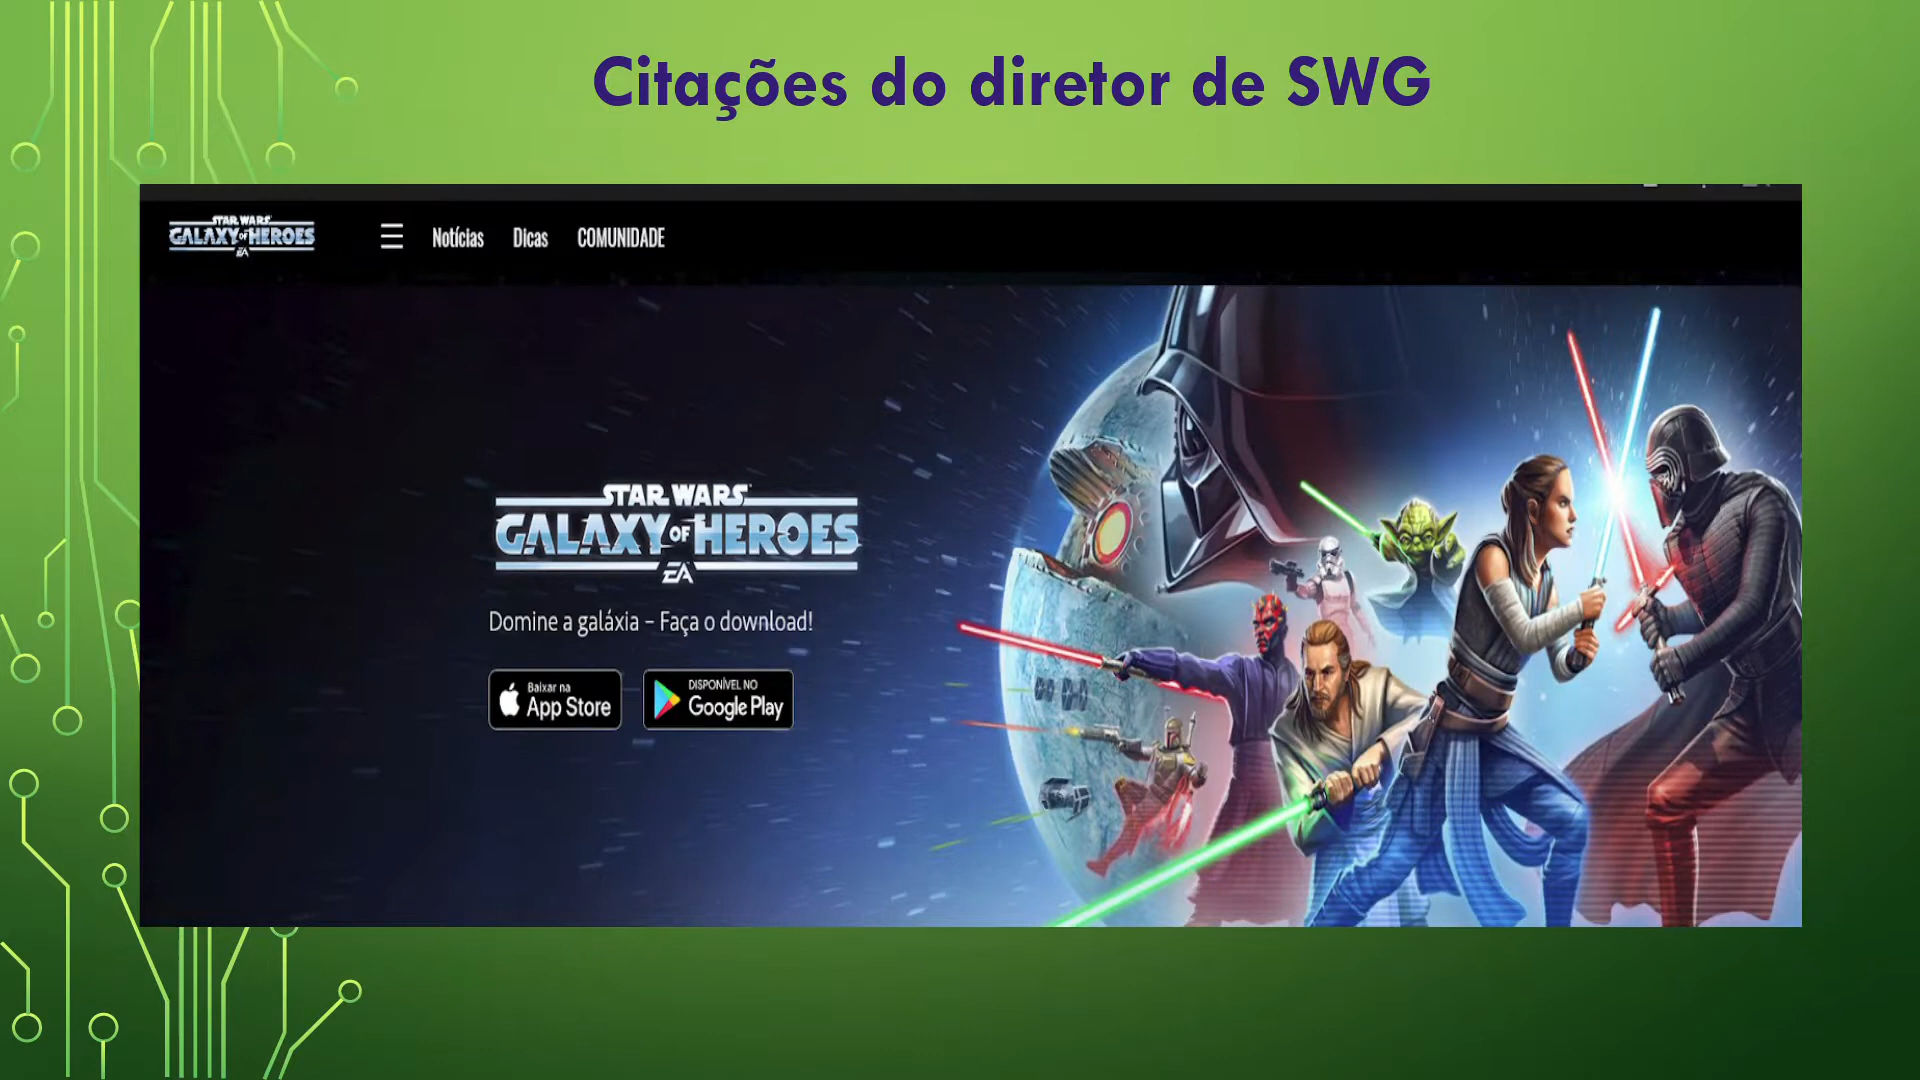 Citações do diretor de SWG
STAR WARS
GALAXY OF HEROES
EA
Notícias Dicas COMUNIDADE
STAR WARS
GALAXY OF HEROES
EA
Domine a galáxia – Faça o download!
Baixar na
App Store
DISPONÍVEL NO
Google Play